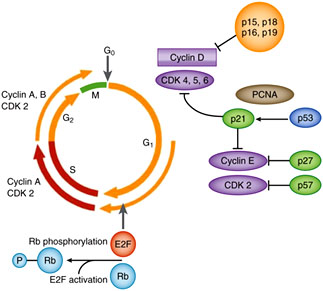 p15, p18
p16, p19
G0
Cyclin D
Cyclin A, B
CDK 2
CDK 4, 5, 6
M
PCNA
G2
p21
p53
G1
S
Cyclin E
p27
Cyclin A
CDK 2
CDK 2
p57
Rb phosphorylation
E2F
P
Rb
Rb
E2F activation